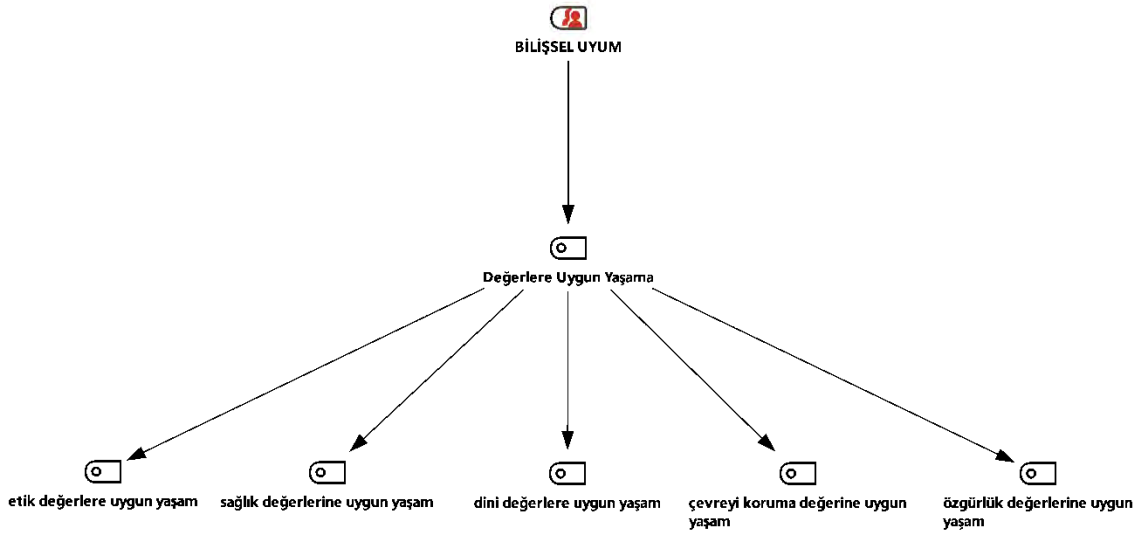 BİLİŞSEL UYUM
Değerlere Uygun Yaşama
etik değerlere uygun yaşam
sağlık değerlerine uygun yaşam
dini değerlere uygun yaşam
çevreyi koruma değerine uygun
yaşam
özgürlük değerlerine uygun
yaşam